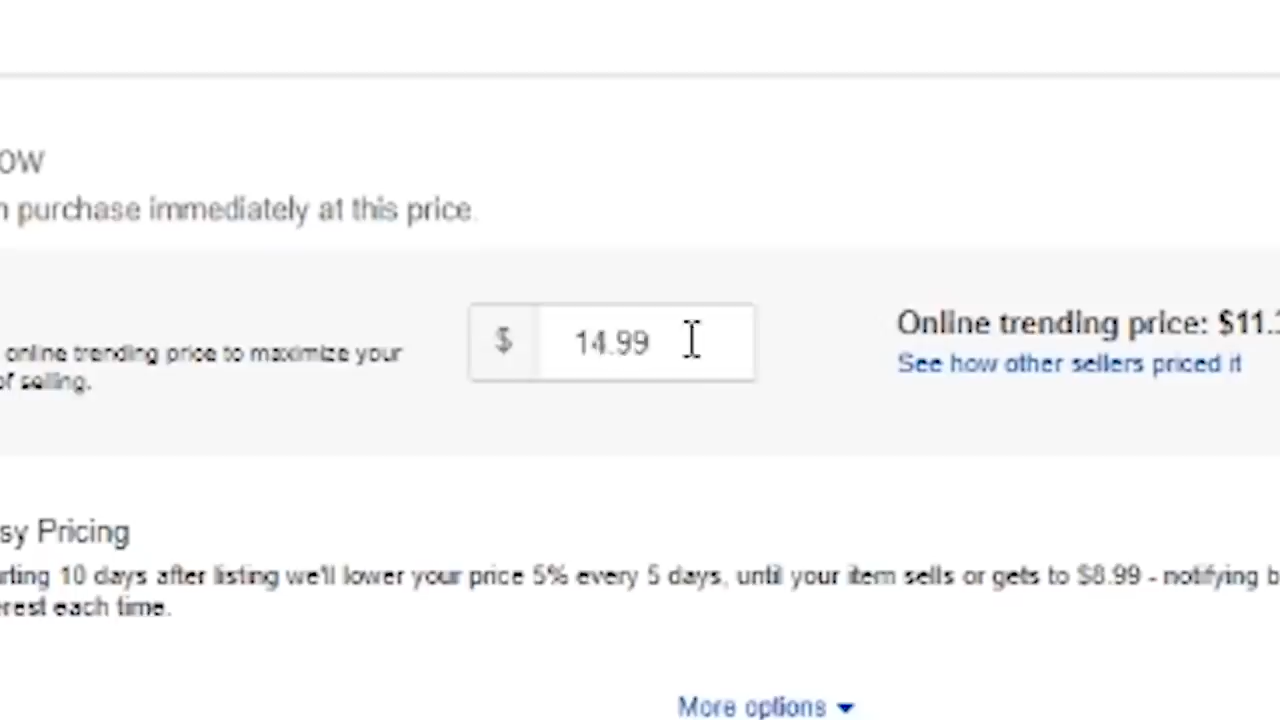 ow
purchase immediately at this price.
$ 14.99
Online trending price: $11.
online trending price to maximize your
See how other sellers priced it
of selling.
sy Pricing
rting 10 days after listing we'll lower your price 5% every 5 days, until your item sells or gets to $8.99 - notifying b
erest each time.
More options